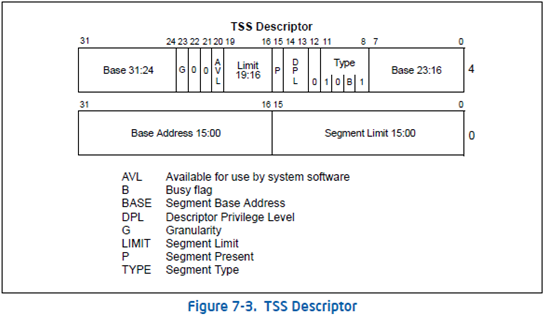 TSS Descriptor
31 24 23 22 21 20 19 16 15 14 13 12 11 8 7 0
Base 31:24 G 0 0 AVL Limit 19:16 P DPL 0 Type 1 0 B 1 Base 23:16 4
31 16 15 0
Base Address 15:00 Segment Limit 15:00 0
AVL Available for use by system software
B Busy flag
BASE Segment Base Address
DPL Descriptor Privilege Level
G Granularity
LIMIT Segment Limit
P Segment Present
TYPE Segment Type
Figure 7-3. TSS Descriptor